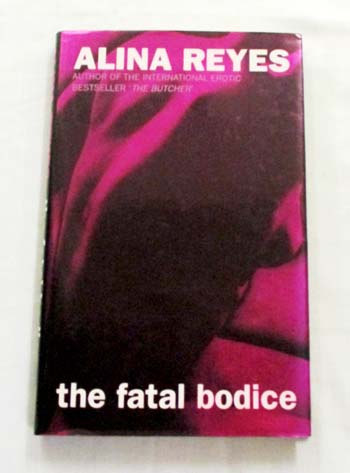 ALINA REYES
AUTHOR OF THE INTERNATIONAL EROTIC
BESTSELLER 'THE BUTCHER'
the fatal bodice